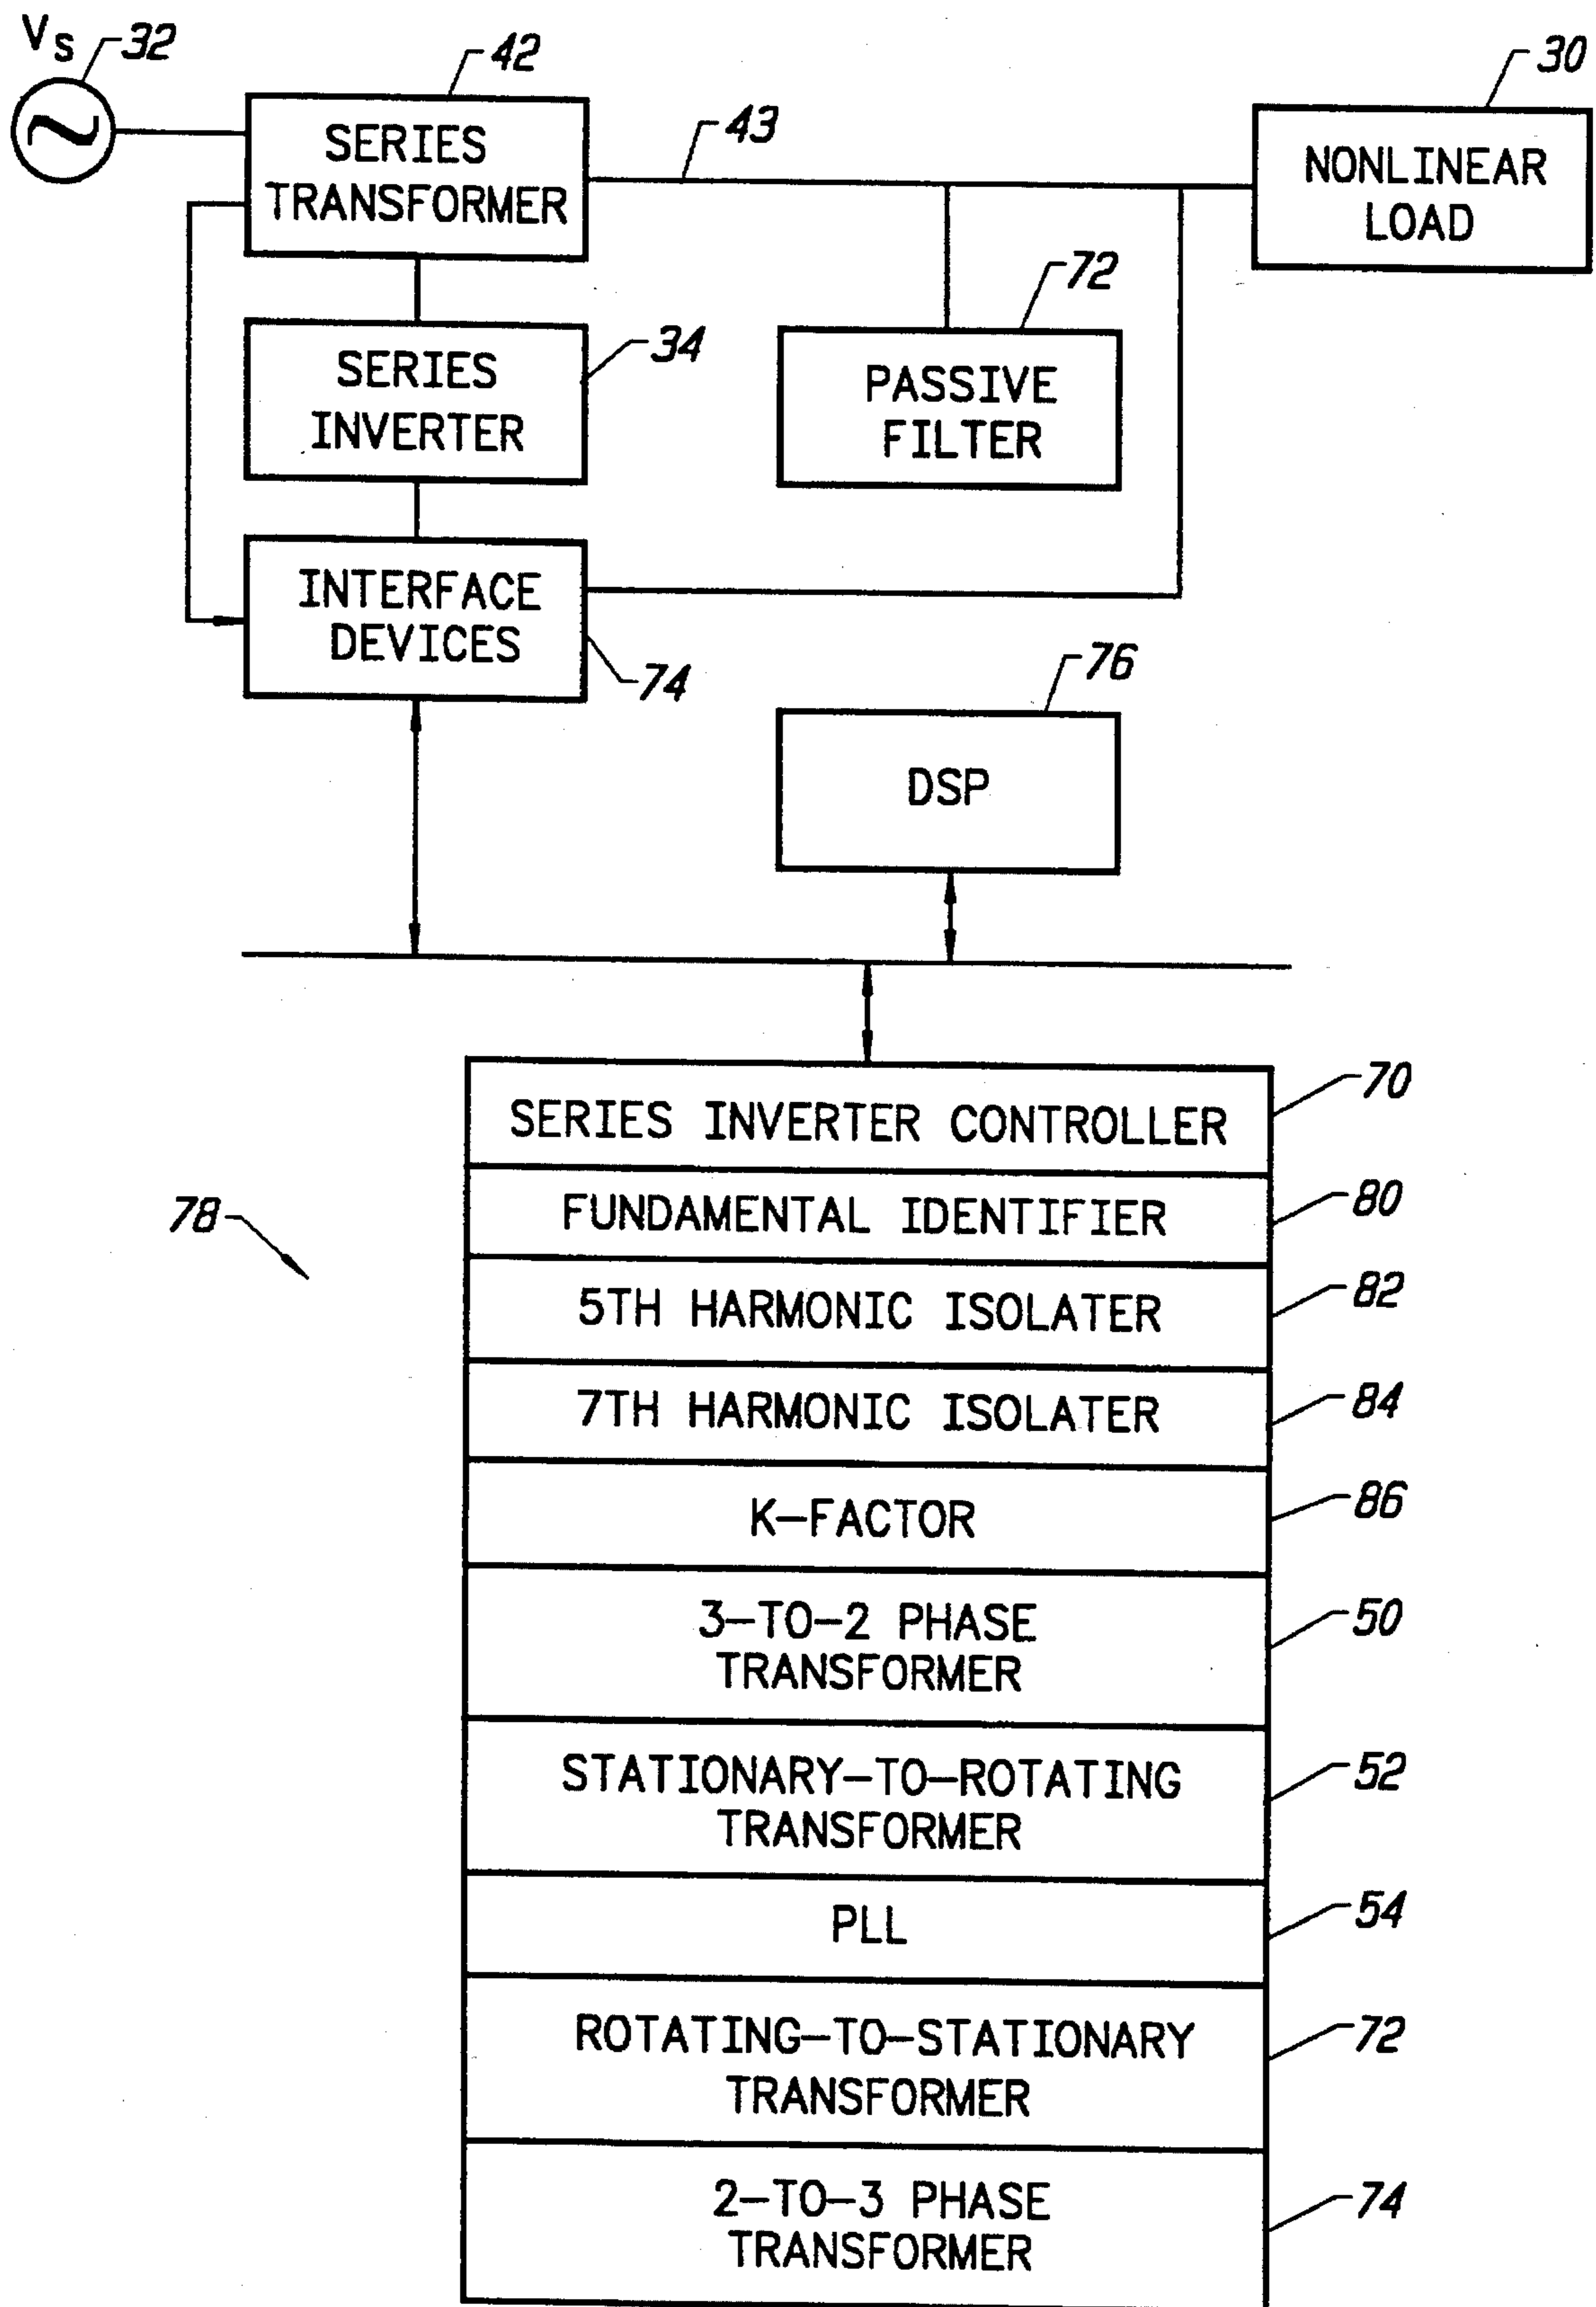 Vs 32
42
SERIES
TRANSFORMER
43
30
NONLINEAR
LOAD
34
SERIES
INVERTER
72
PASSIVE
FILTER
INTERFACE
DEVICES
74
76
DSP
78
SERIES INVERTER CONTROLLER 70
FUNDAMENTAL IDENTIFIER 80
5TH HARMONIC ISOLATER 82
7TH HARMONIC ISOLATER 84
K-FACTOR 86
3-TO-2 PHASE 50
TRANSFORMER
STATIONARY-TO-ROTATING 52
TRANSFORMER
PLL 54
ROTATING-TO-STATIONARY 72
TRANSFORMER
2-TO-3 PHASE 74
TRANSFORMER